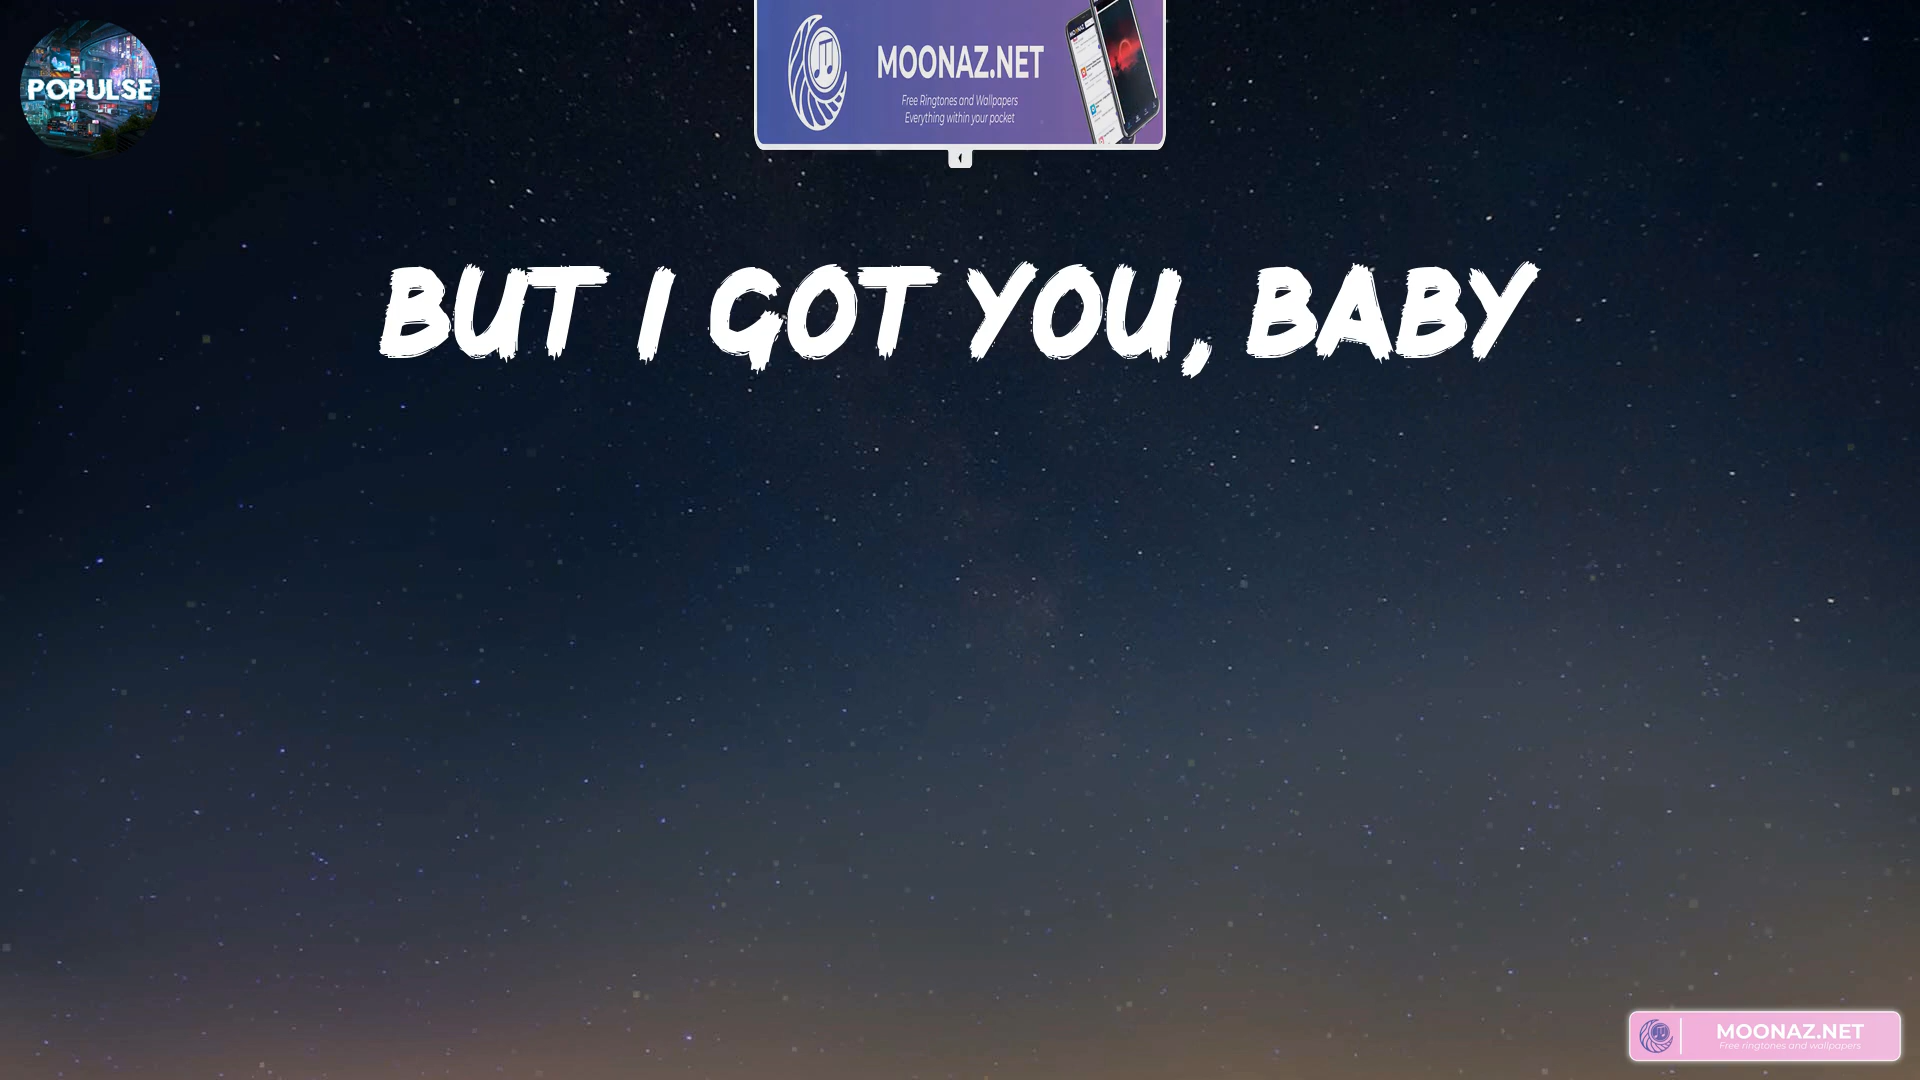 POPULSE
MOONAZ.NET
Free Ringtones and Wallpapers
Everything within your pocket
BUT I GOT YOU, BABY
MOONAZ.NET
Free ringtones and wallpapers